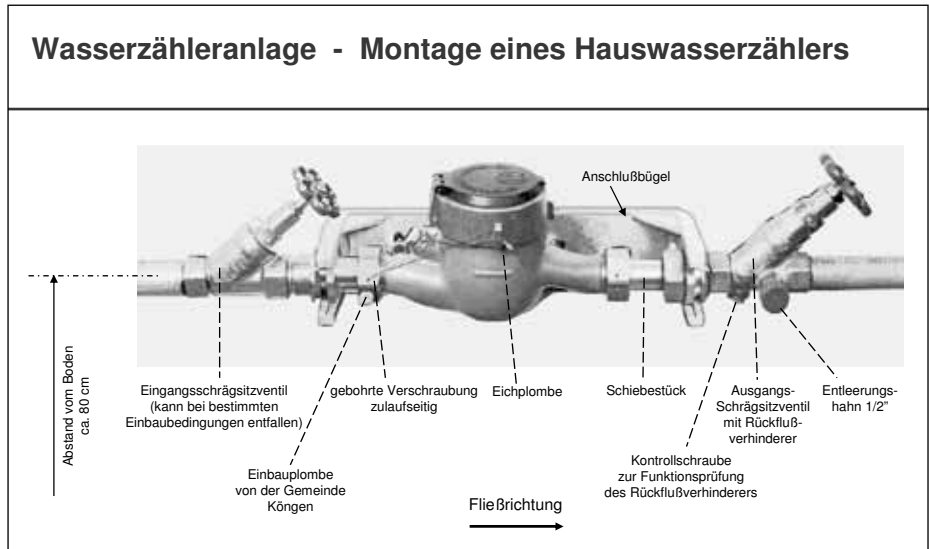 Wasserzähleranlage - Montage eines Hauswasserzählers
Anschlußbügel
Abstand vom Boden
ca. 80 cm
Eingangsschrägsitzventil
(kann bei bestimmten
Einbaubedingungen entfallen)
gebohrte Verschraubung
zulaufseitig
Eichplombe
Schiebestück
Ausgangs-
Schrägsitzventil
mit Rückfluß-
verhinderer
Entleerungs-
hahn 1/2"
Einbauplombe
von der Gemeinde
Köngen
Kontrollschraube
zur Funktionsprüfung
des Rückflußverhinderers
Fließrichtung